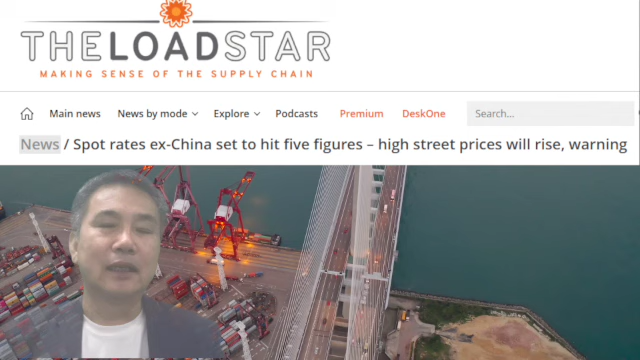 THELOADSTAR
MAKING SENSE OF THE SUPPLY CHAIN
Main news News by mode Explore Podcasts Premium DeskOne Search...
News / Spot rates ex-China set to hit five figures – high street prices will rise, warning